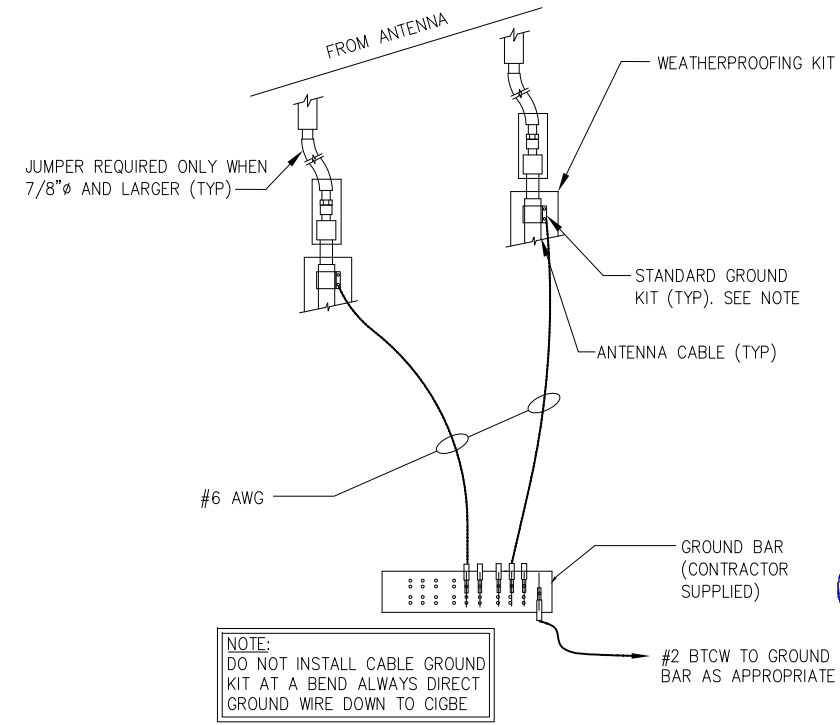 FROM ANTENNA
WEATHERPROOFING KIT
JUMPER REQUIRED ONLY WHEN
7/8"ø AND LARGER (TYP)
STANDARD GROUND
KIT (TYP). SEE NOTE
ANTENNA CABLE (TYP)
#6 AWG
GROUND BAR
(CONTRACTOR
SUPPLIED)
NOTE:
DO NOT INSTALL CABLE GROUND
KIT AT A BEND ALWAYS DIRECT
GROUND WIRE DOWN TO CIGBE
#2 BTCW TO GROUND
BAR AS APPROPRIATE